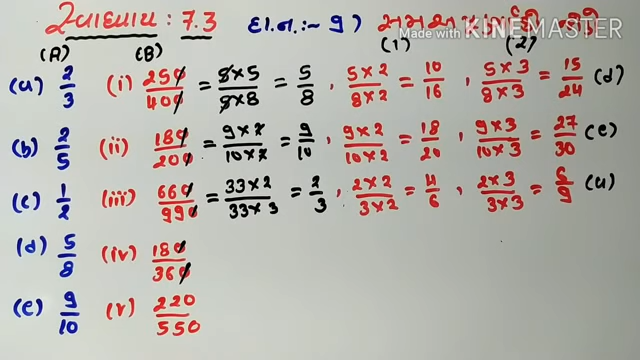 સ્વાધ્યાય : 7.3 દા.નં. :- 9)
Made with KINEMASTER
(A) (B) (1) (2)
(a) 2/3 (i) 250/400 = 5×5/5×8 = 5/8 , 5×2/8×2 = 10/16 , 5×3/8×3 = 15/24 (d)
(b) 2/5 (ii) 180/200 = 9×2/10×2 = 9/10 , 9×2/10×2 = 18/20 , 9×3/10×3 = 27/30 (e)
(c) 1/2 (iii) 660/990 = 33×2/33×3 = 2/3 , 2×2/3×2 = 4/6 , 2×3/3×3 = 6/9 (a)
(d) 5/8 (iv) 180/360
(e) 9/10 (v) 220/550